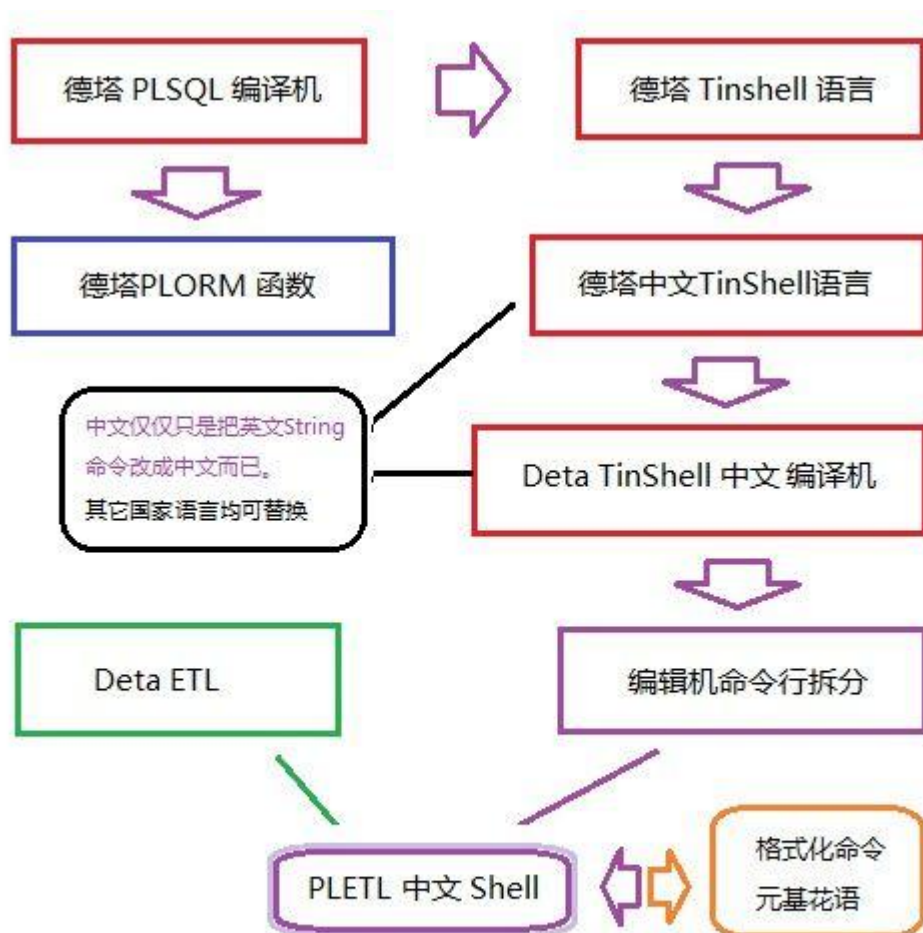 德塔 PLSQL 编译机
德塔 Tinshell 语言
德塔PLORM 函数
德塔中文TinShell语言
中文仅仅只是把英文String
命令改成中文而已。
其它国家语言均可替换
Deta TinShell 中文 编译机
Deta ETL
编辑机命令行拆分
PLETL 中文 Shell
格式化命令
元基花语